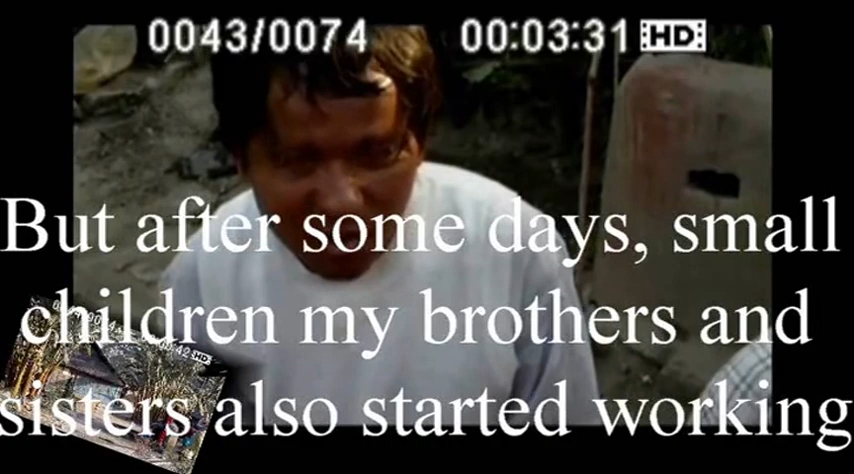 0043/0074 00:03:31 HD
But after some days, small
children my brothers and
sisters also started working
HD